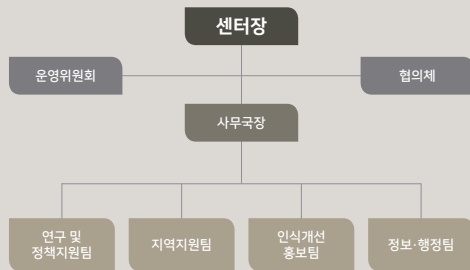 센터장
운영위원회
협의체
사무국장
연구 및
정책지원팀
지역지원팀
인식개선
홍보팀
정보·행정팀